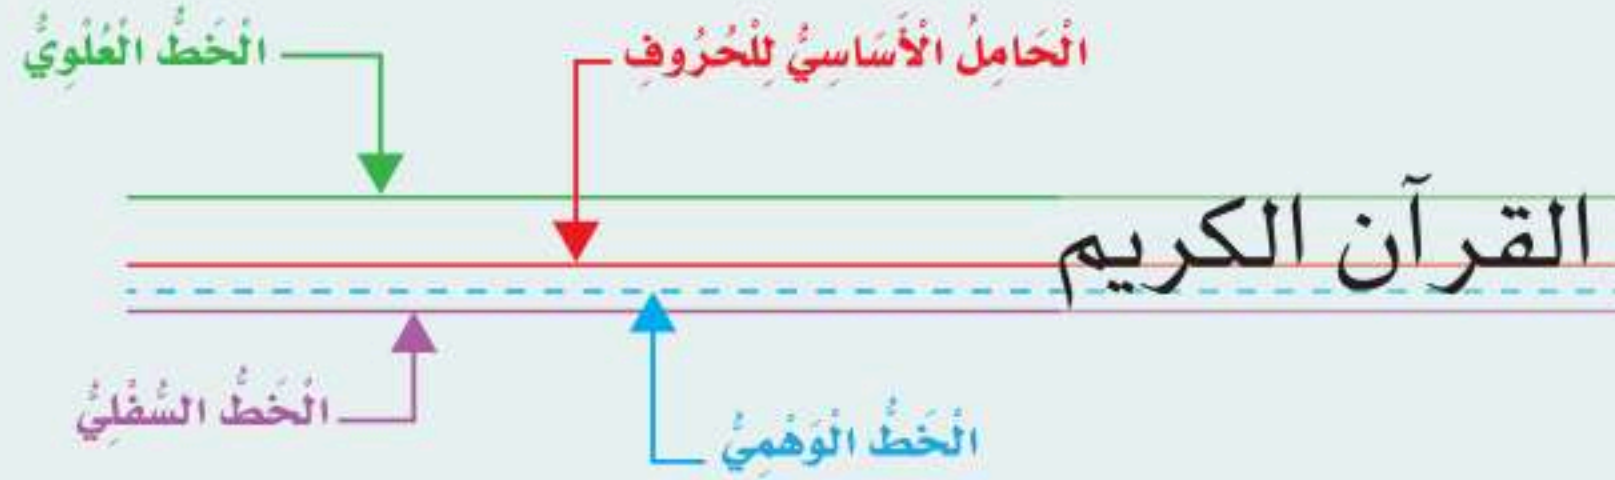 الْحَامِلُ الْأَسَاسِيُّ لِلْحُرُوفِ
الْخَطُّ الْعُلْوِيُّ
القرآن الكريم
الْخَطُّ الْوَهْمِيُّ
الْخَطُّ السُّفْلِيُّ